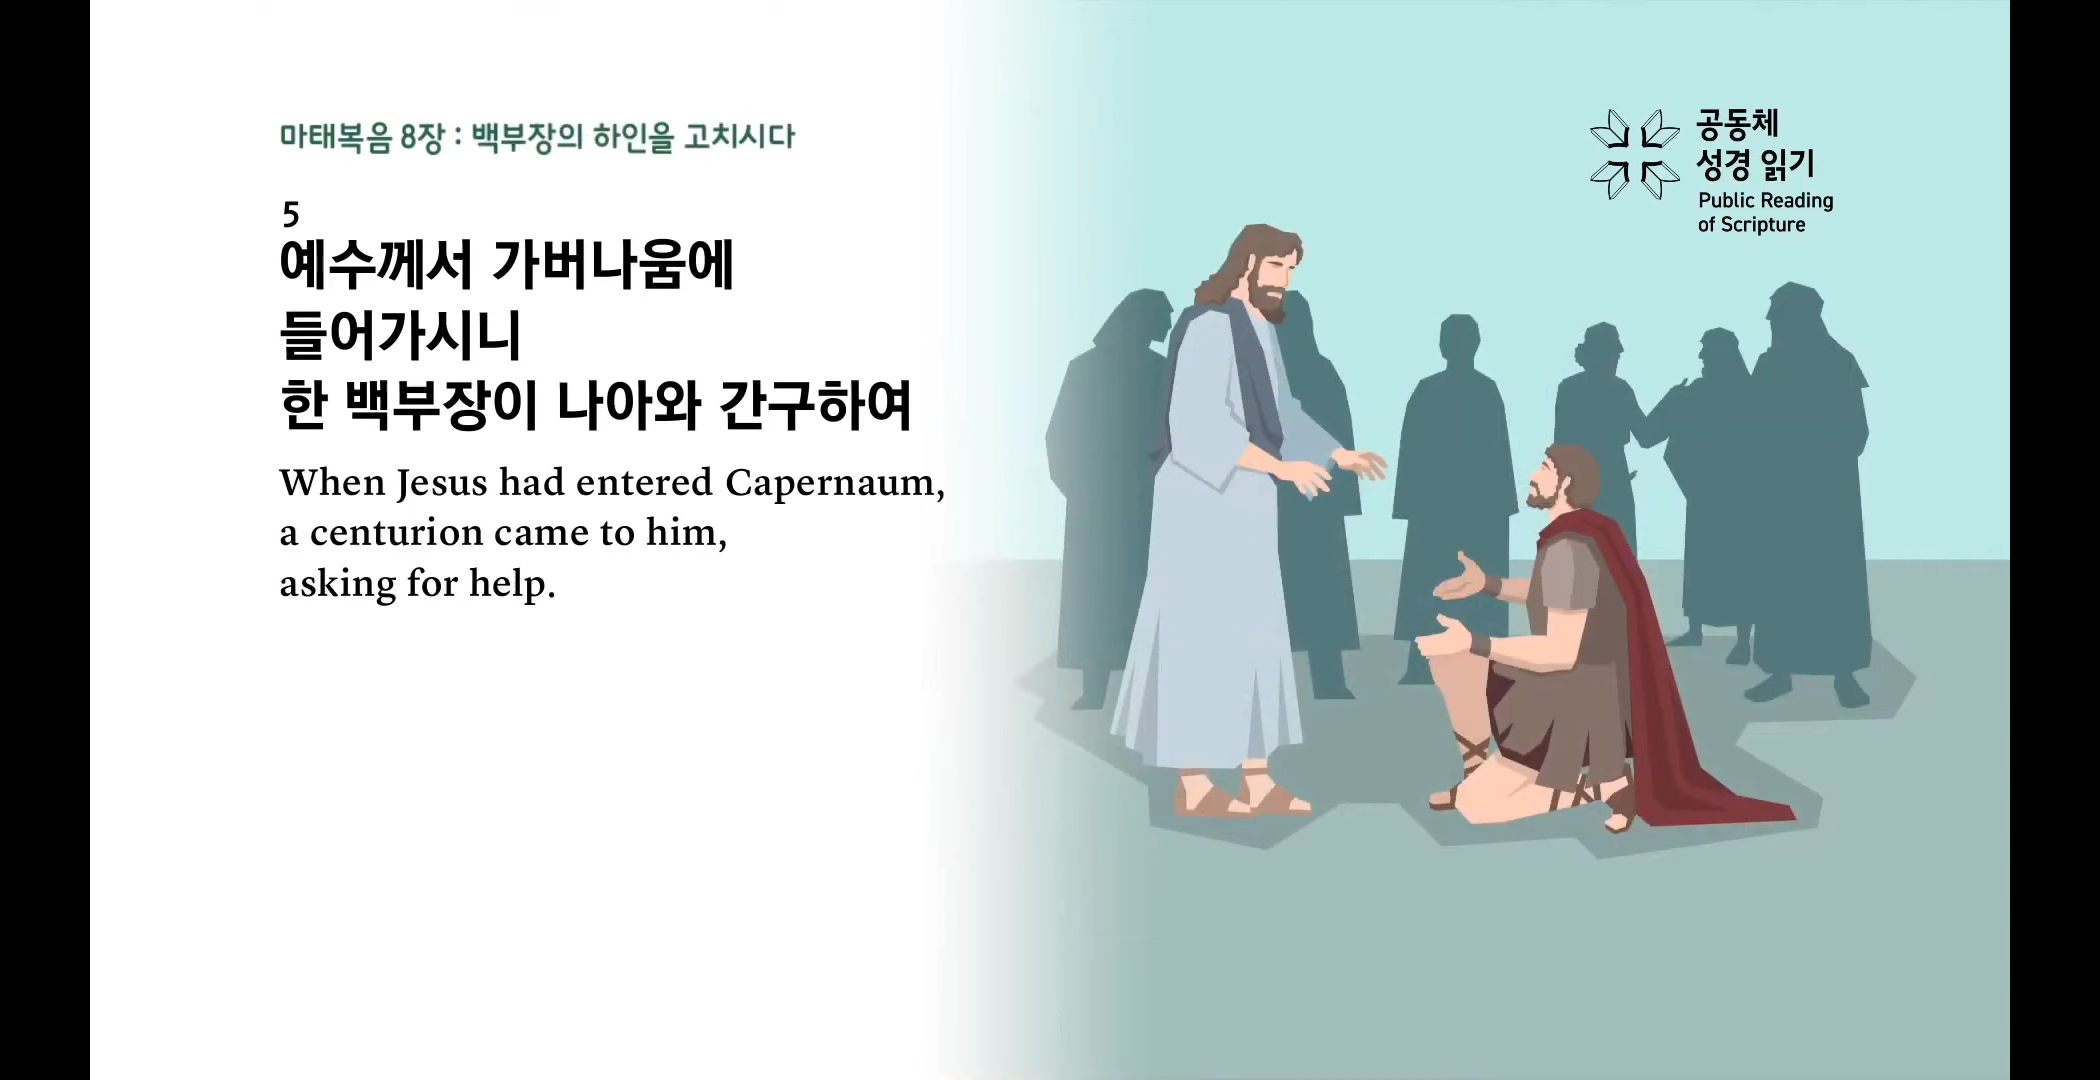 마태복음 8장 : 백부장의 하인을 고치시다
5
예수께서 가버나움에
들어가시니
한 백부장이 나아와 간구하여
When Jesus had entered Capernaum,
a centurion came to him,
asking for help.
공동체
성경 읽기
Public Reading
of Scripture